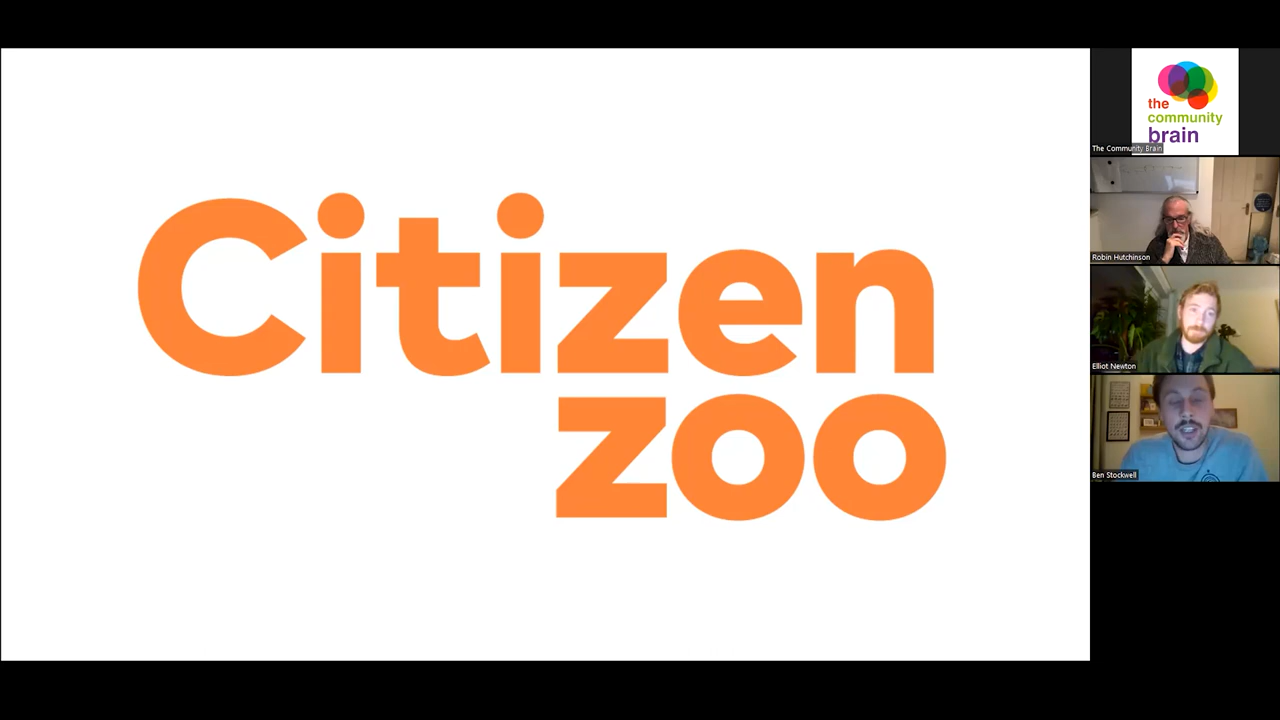 Citizen
zoo
the
community
brain
The Community Brain
Robin Hutchinson
Elliot Newton
Ben Stockwell